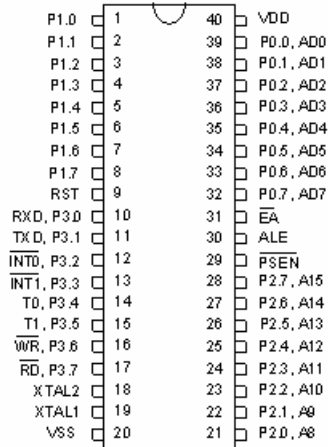 P1.0 1 40 VDD
P1.1 2 39 P0.0, AD0
P1.2 3 38 P0.1, AD1
P1.3 4 37 P0.2, AD2
P1.4 5 36 P0.3, AD3
P1.5 6 35 P0.4, AD4
P1.6 7 34 P0.5, AD5
P1.7 8 33 P0.6, AD6
RST 9 32 P0.7, AD7
RXD, P3.0 10 31 EA
TXD, P3.1 11 30 ALE
INT0, P3.2 12 29 PSEN
INT1, P3.3 13 28 P2.7, A15
T0, P3.4 14 27 P2.6, A14
T1, P3.5 15 26 P2.5, A13
WR, P3.6 16 25 P2.4, A12
RD, P3.7 17 24 P2.3, A11
XTAL2 18 23 P2.2, A10
XTAL1 19 22 P2.1, A9
VSS 20 21 P2.0, A8